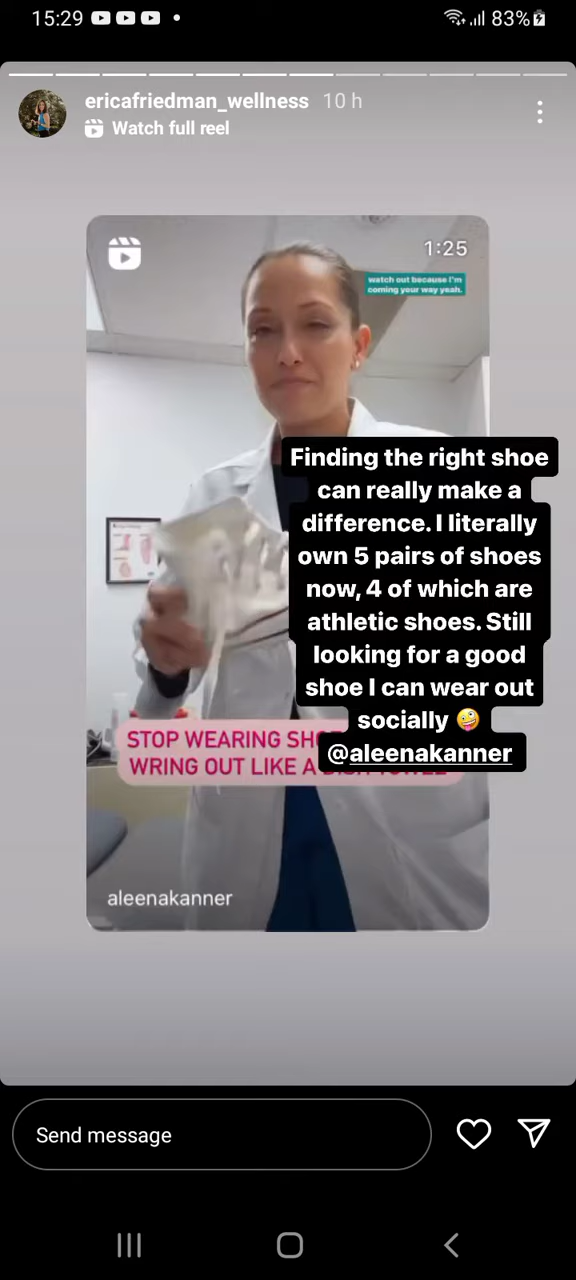 15:29
83%
ericafriedman_wellness 10 h
Watch full reel
1:25
watch out because I'm
coming your way yeah.
Finding the right shoe
can really make a
difference. I literally
own 5 pairs of shoes
now, 4 of which are
athletic shoes. Still
looking for a good
shoe I can wear out
socially 🤪
@aleenakanner
STOP WEARING
WRING OUT LIKE A
aleenakanner
Send message